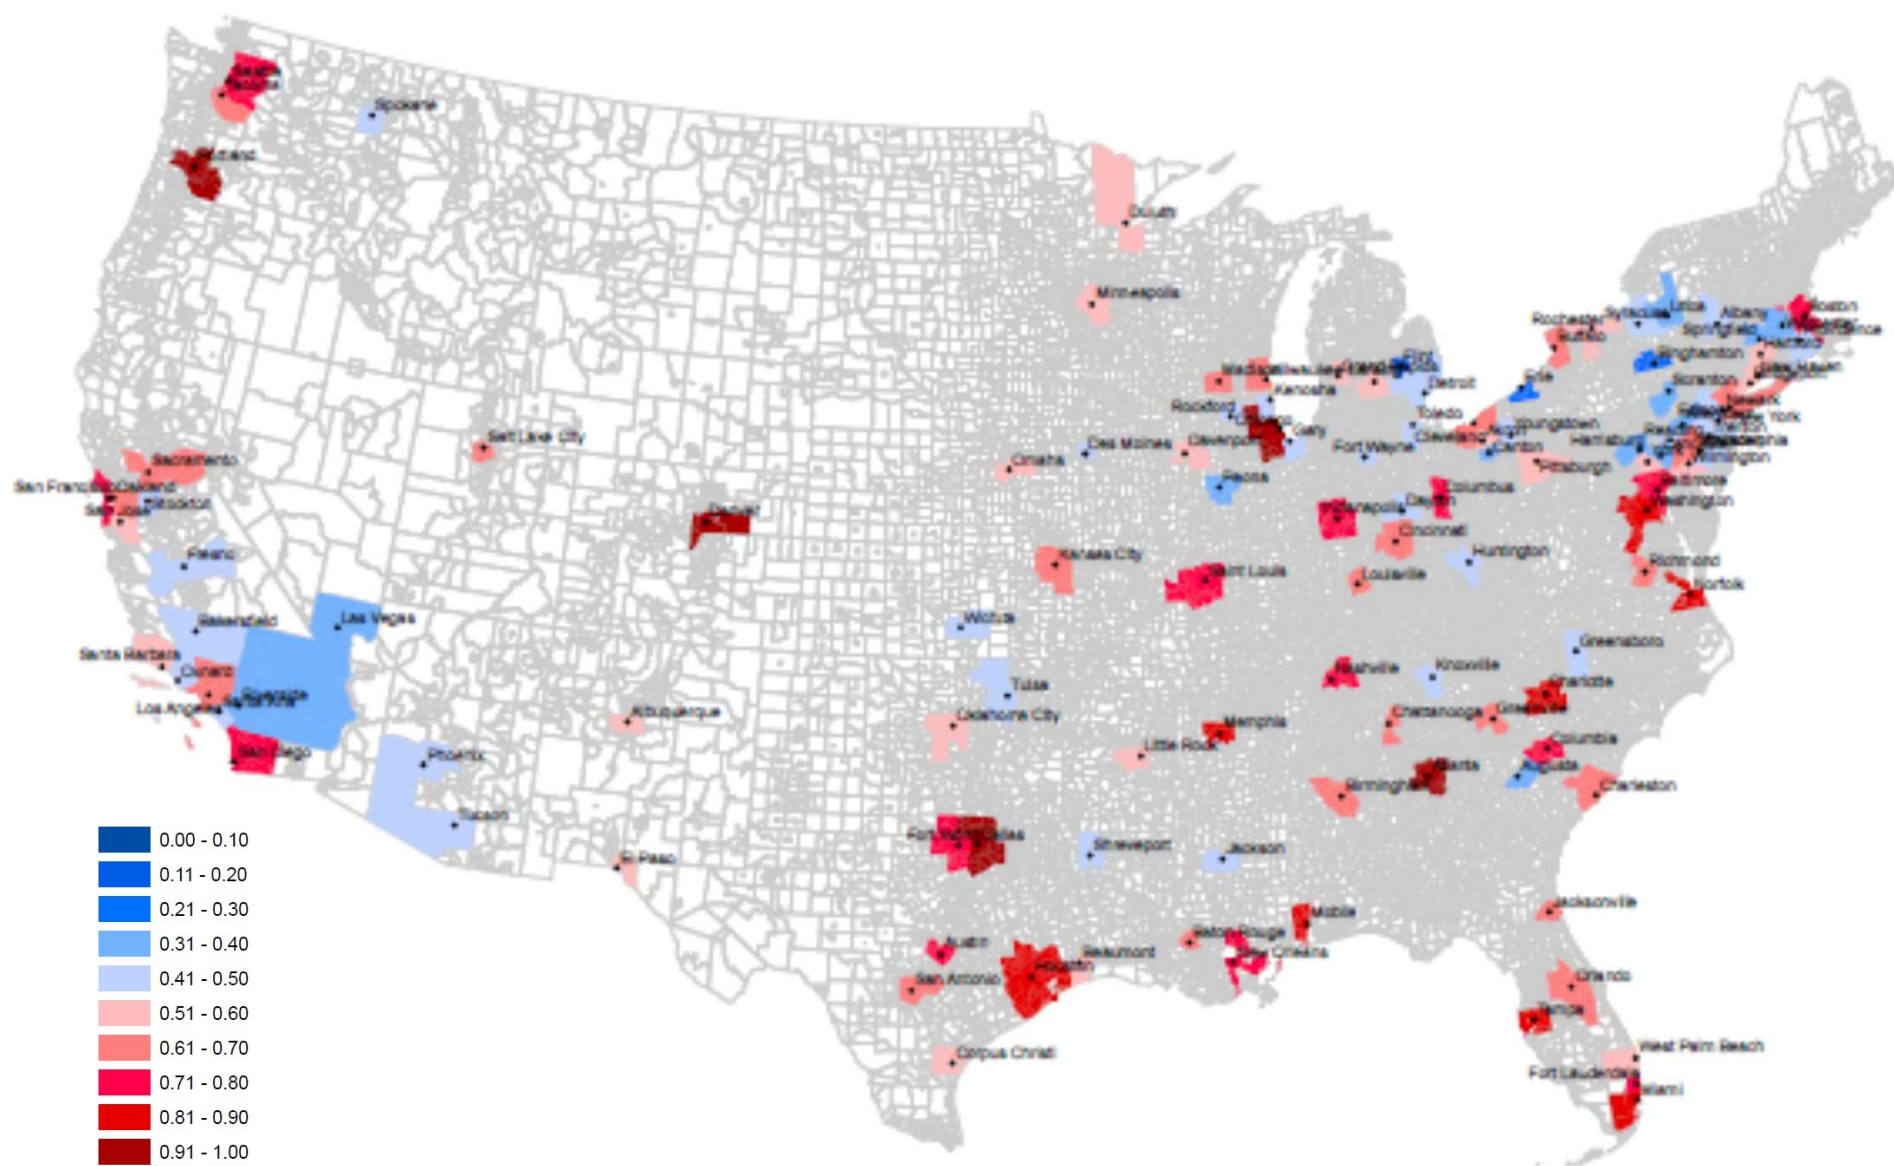 Spokane
Duluth
Minneapolis
Boston
Utica
Albany
Syracuse
Rochester
Springfield
Buffalo
Hartford
Binghamton
Flint
Erie
Detroit
Scranton
Kenosha
Rockford
Toledo
Youngstown
Cleveland
Canton
Gary
Salt Lake City
Des Moines
Davenport
Fort Wayne
Pittsburgh
Omaha
Sacramento
Peoria
San Francisco
Oakland
Stockton
San Jose
Denver
Columbus
Dayton
Indianapolis
Baltimore
Washington
Cincinnati
Fresno
Kansas City
Huntington
Richmond
Saint Louis
Louisville
Norfolk
Bakersfield
Las Vegas
Wichita
Greensboro
Santa Barbara
Oxnard
Nashville
Knoxville
Riverside
Los Angeles
Tulsa
Charlotte
Albuquerque
Oklahoma City
Memphis
Chattanooga
Greenville
San Diego
Phoenix
Little Rock
Columbia
Atlanta
Augusta
Birmingham
Charleston
Tucson
Fort Worth
Dallas
El Paso
Shreveport
Jackson
Jacksonville
Mobile
Austin
Baton Rouge
New Orleans
Beaumont
Houston
San Antonio
Orlando
Tampa
Corpus Christi
West Palm Beach
Fort Lauderdale
Miami
0.00 - 0.10
0.11 - 0.20
0.21 - 0.30
0.31 - 0.40
0.41 - 0.50
0.51 - 0.60
0.61 - 0.70
0.71 - 0.80
0.81 - 0.90
0.91 - 1.00